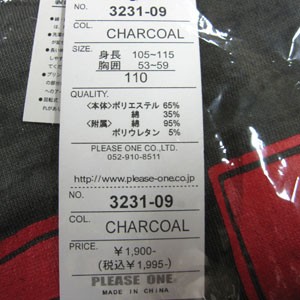 NO. 3231-09
COL. CHARCOAL
SIZE.
身長 105~115
胸囲 53~59
110
QUALITY.
<本体>ポリエステル 65%
綿 35%
<附属> 綿 95%
ポリウレタン 5%
PLEASE ONE CO.,LTD.
052-910-8511
http://www.please-one.co.jp
NO. 3231-09
COL. CHARCOAL
PRICE.
¥1,900-
(税込¥1,995-)
PLEASE ONE
MADE IN CHINA